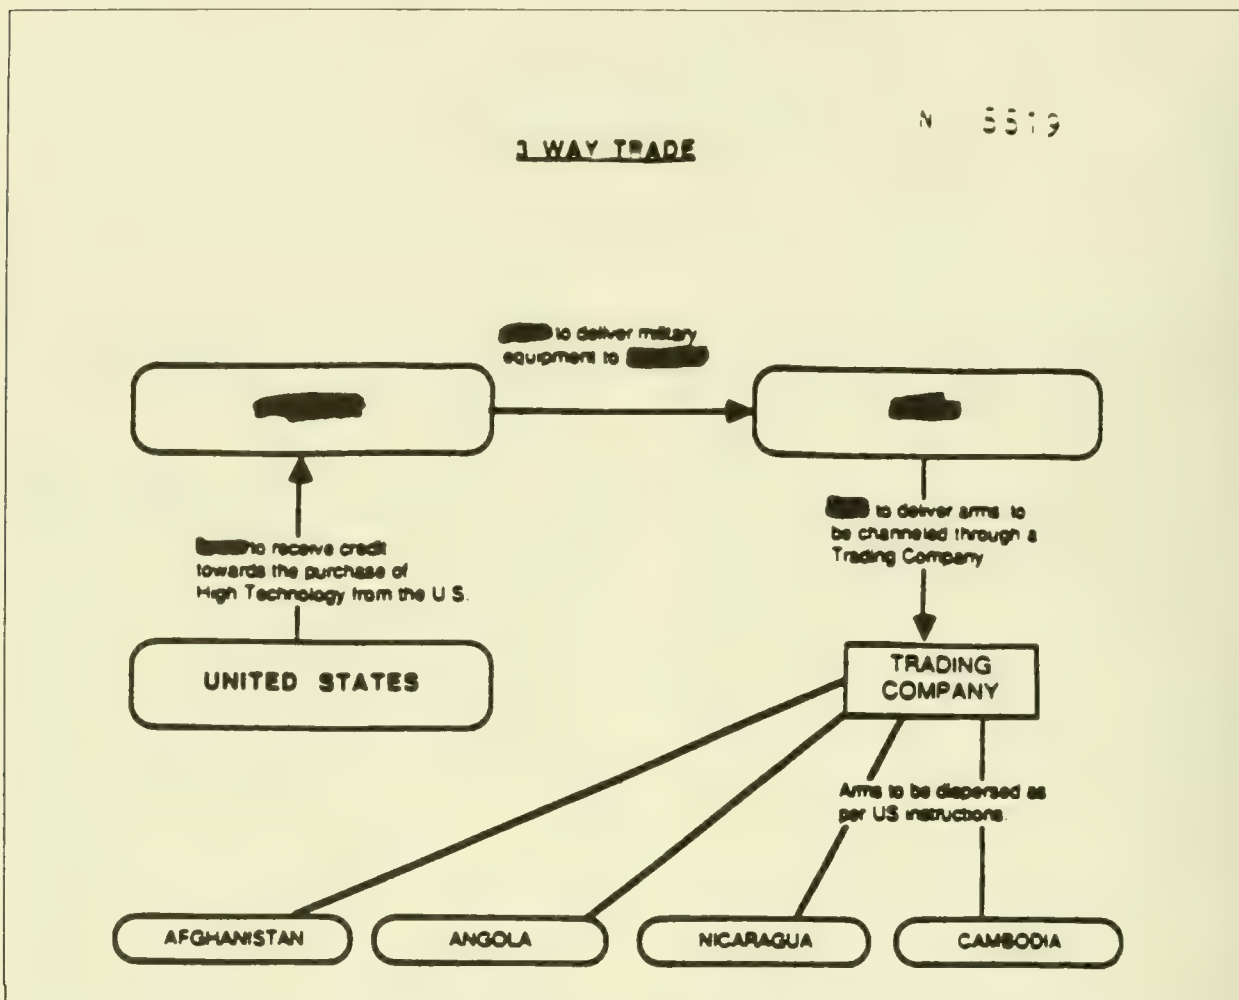 N 5519
3 WAY TRADE
to deliver military
equipment to
to deliver arms to
be channeled through a
Trading Company
to receive credit
towards the purchase of
High Technology from the U.S.
UNITED STATES
TRADING
COMPANY
Arms to be dispersed as
per US instructions.
AFGHANISTAN
ANGOLA
NICARAGUA
CAMBODIA